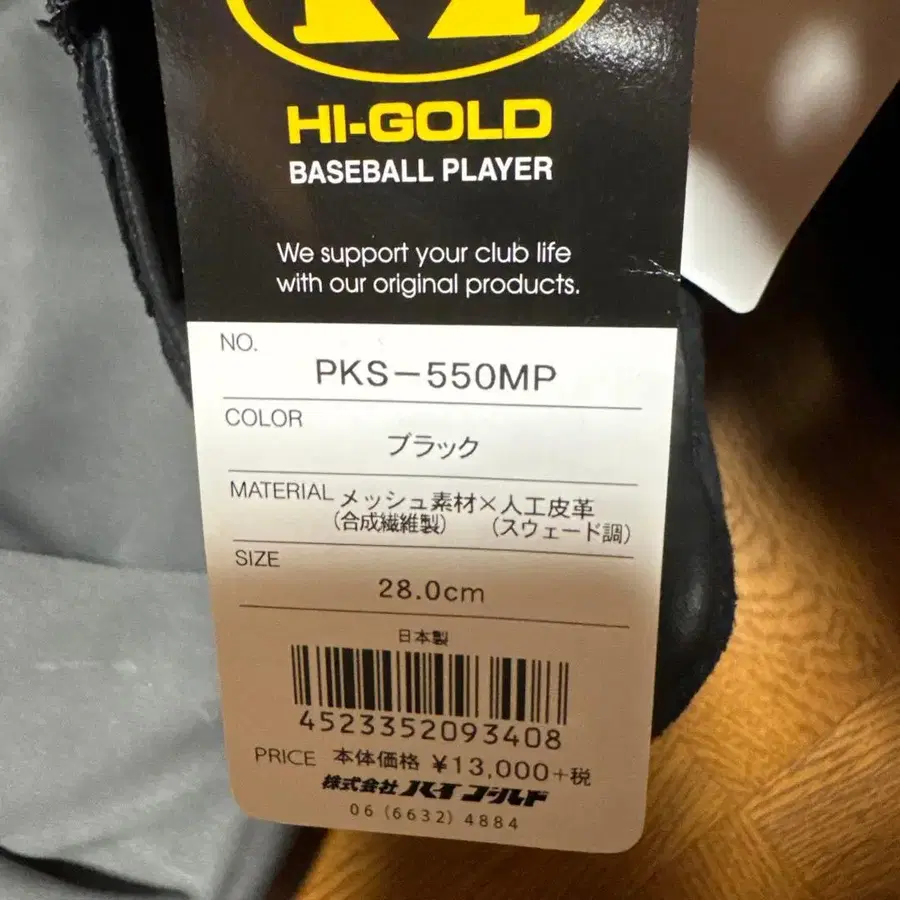 HI-GOLD
BASEBALL PLAYER
We support your club life
with our original products.
NO.
PKS-550MP
COLOR
ブラック
MATERIAL メッシュ素材×人工皮革
(合成繊維製) (スウェード調)
SIZE
28.0cm
日本製
4523352093408
PRICE 本体価格 ¥13,000+税
株式会社 ハイゴールド
06 (6632) 4884